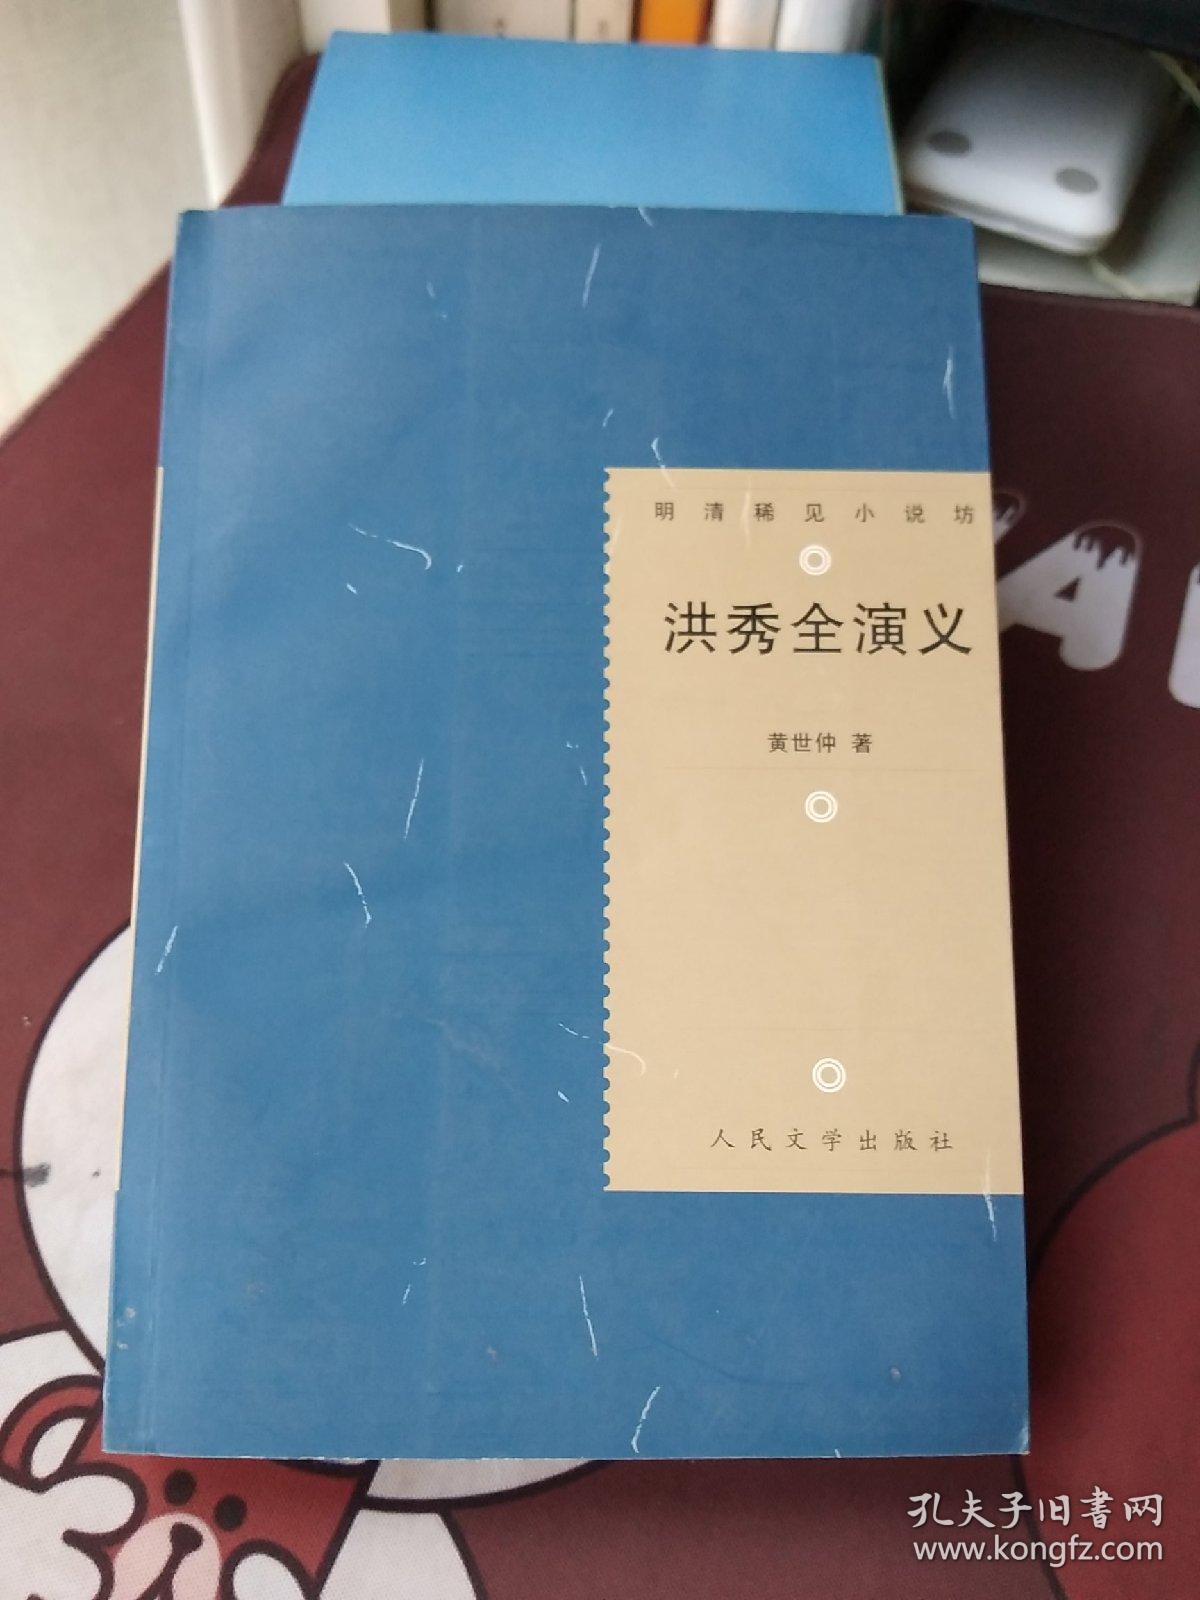 明清稀见小说坊
洪秀全演义
黄世仲 著
人民文学出版社
孔夫子旧书网
www.kongfz.com